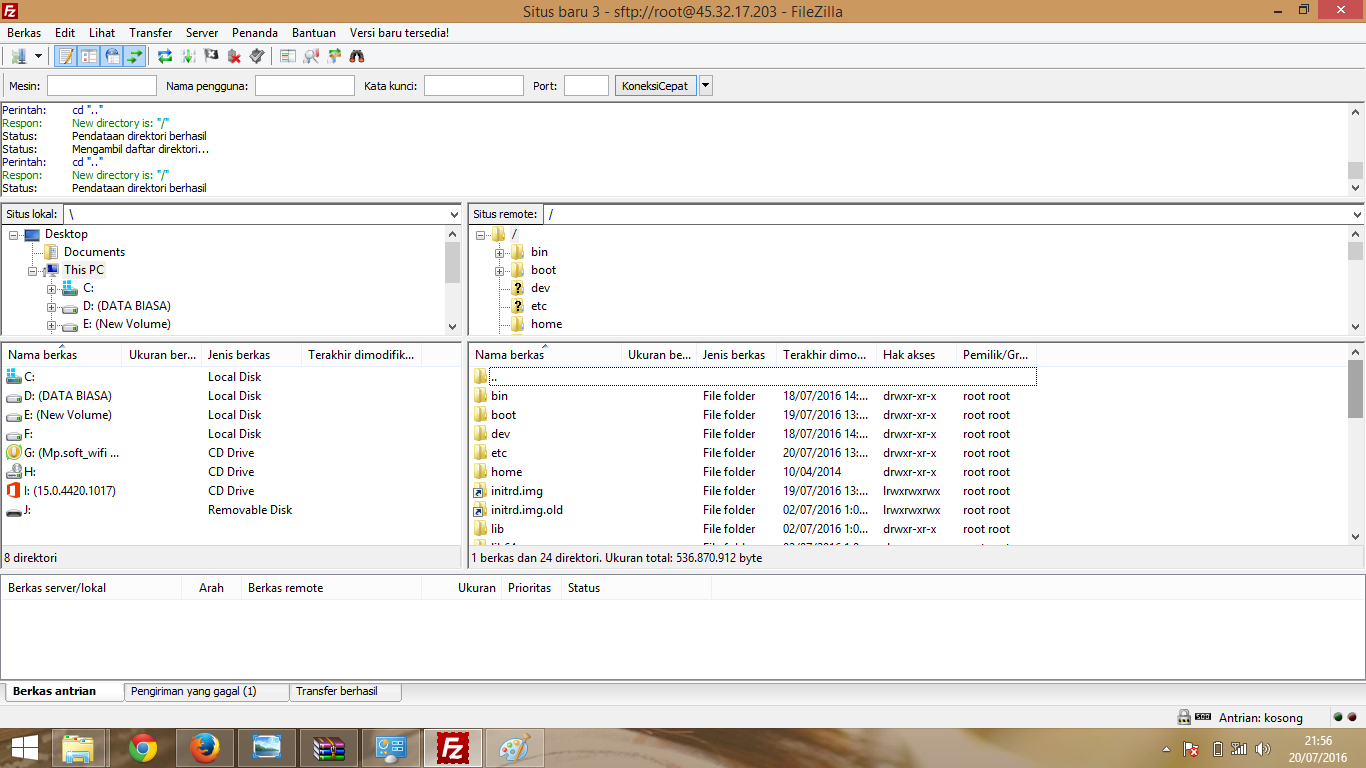 Situs baru 3 - sftp://root@45.32.17.203 - FileZilla
Berkas Edit Lihat Transfer Server Penanda Bantuan Versi baru tersedia!
Mesin: Nama pengguna: Kata kunci: Port: KoneksiCepat
Perintah: cd ".."
Respon: New directory is: "/"
Status: Pendataan direktori berhasil
Status: Mengambil daftar direktori...
Perintah: cd ".."
Respon: New directory is: "/"
Status: Pendataan direktori berhasil
Situs lokal: \
Desktop
Documents
This PC
C:
D: (DATA BIASA)
E: (New Volume)
Situs remote: /
/
bin
boot
dev
etc
home
Nama berkas Ukuran ber... Jenis berkas Terakhir dimodifik...
C: Local Disk
D: (DATA BIASA) Local Disk
E: (New Volume) Local Disk
F: Local Disk
G: (Mp.soft_wifi ... CD Drive
H: CD Drive
I: (15.0.4420.1017) CD Drive
J: Removable Disk
8 direktori
Nama berkas Ukuran be... Jenis berkas Terakhir dimo... Hak akses Pemilik/Gr...
..
bin File folder 18/07/2016 14:... drwxr-xr-x root root
boot File folder 19/07/2016 13:... drwxr-xr-x root root
dev File folder 18/07/2016 14:... drwxr-xr-x root root
etc File folder 20/07/2016 13:... drwxr-xr-x root root
home File folder 10/04/2014 drwxr-xr-x root root
initrd.img File folder 19/07/2016 13:... lrwxrwxrwx root root
initrd.img.old File folder 02/07/2016 1:0... lrwxrwxrwx root root
lib File folder 02/07/2016 1:0... drwxr-xr-x root root
1 berkas dan 24 direktori. Ukuran total: 536.870.912 byte
Berkas server/lokal Arah Berkas remote Ukuran Prioritas Status
Berkas antrian Pengiriman yang gagal (1) Transfer berhasil
Antrian: kosong
21:56
20/07/2016